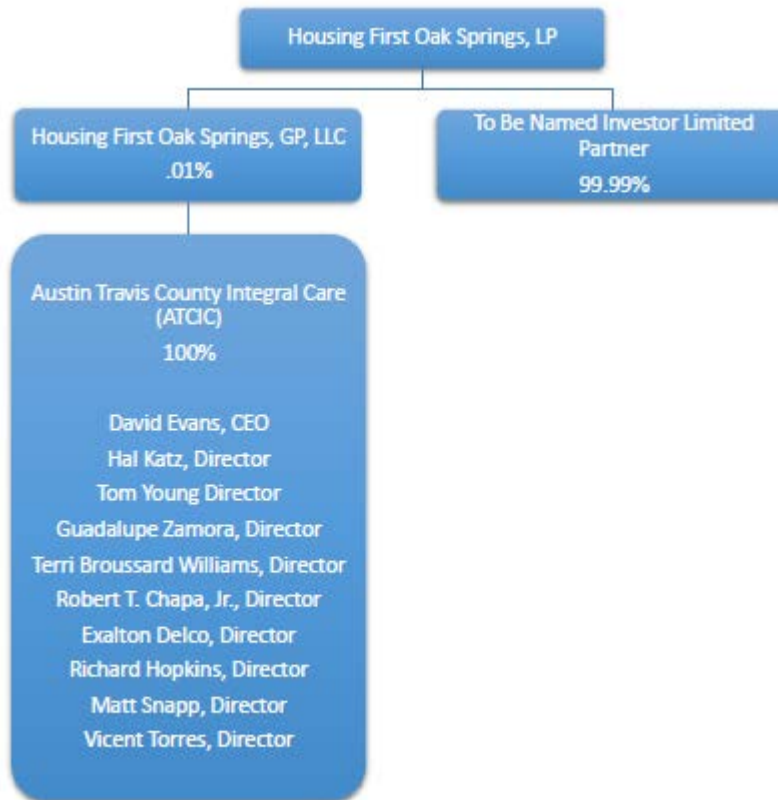 Housing First Oak Springs, LP
Housing First Oak Springs, GP, LLC
.01%
To Be Named Investor Limited
Partner
99.99%
Austin Travis County Integral Care
(ATCIC)
100%
David Evans, CEO
Hal Katz, Director
Tom Young Director
Guadalupe Zamora, Director
Terri Broussard Williams, Director
Robert T. Chapa, Jr., Director
Exalton Delco, Director
Richard Hopkins, Director
Matt Snapp, Director
Vicent Torres, Director